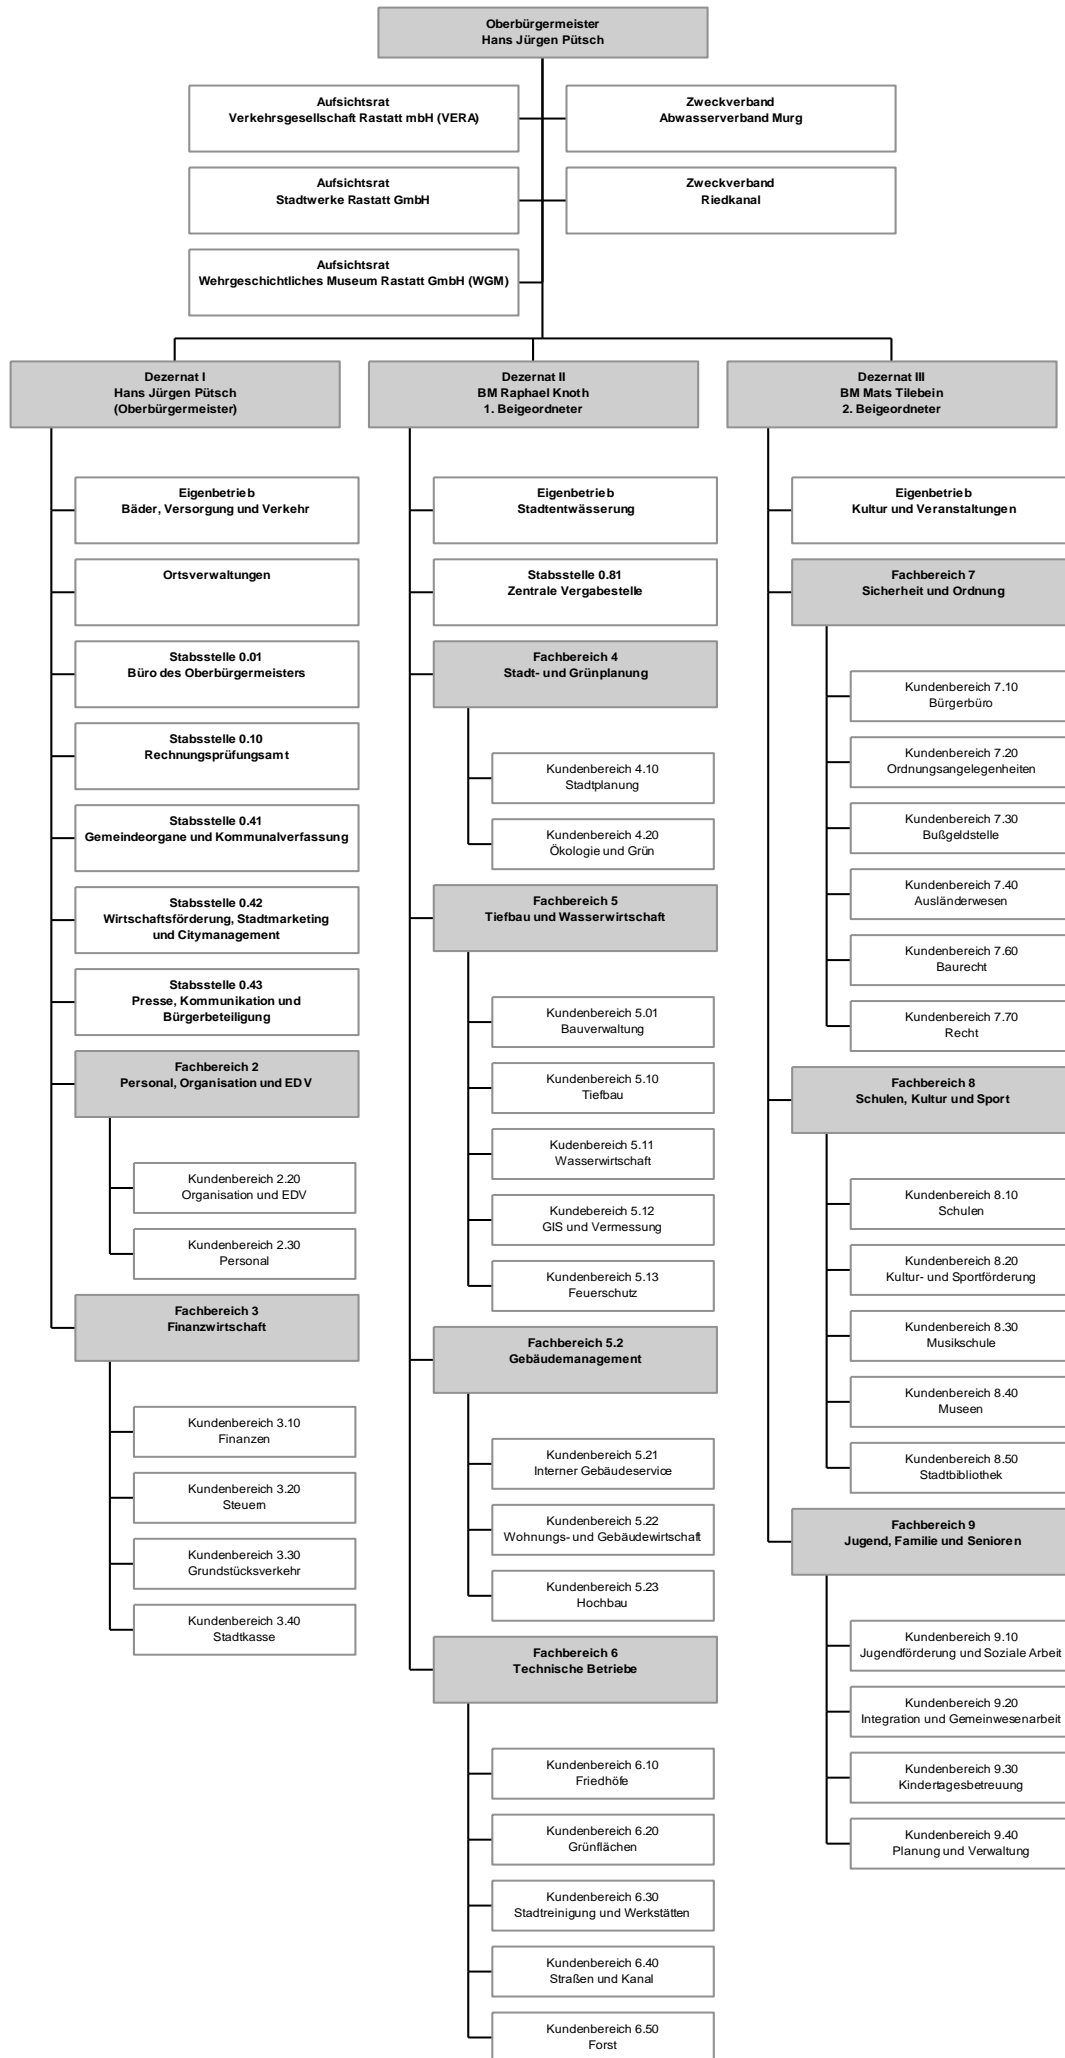 Oberbürgermeister
Hans Jürgen Pütsch
Aufsichtsrat
Verkehrsgesellschaft Rastatt mbH (VERA)
Zweckverband
Abwasserverband Murg
Aufsichtsrat
Stadtwerke Rastatt GmbH
Zweckverband
Riedkanal
Aufsichtsrat
Wehrgeschichtliches Museum Rastatt GmbH (WGM)
Dezernat I
Hans Jürgen Pütsch
(Oberbürgermeister)
Eigenbetrieb
Bäder, Versorgung und Verkehr
Ortsverwaltungen
Stabsstelle 0.01
Büro des Oberbürgermeisters
Stabsstelle 0.10
Rechnungsprüfungsamt
Stabsstelle 0.41
Gemeindeorgane und Kommunalverfassung
Stabsstelle 0.42
Wirtschaftsförderung, Stadtmarketing
und Citymanagement
Stabsstelle 0.43
Presse, Kommunikation und
Bürgerbeteiligung
Fachbereich 2
Personal, Organisation und EDV
Kundenbereich 2.20
Organisation und EDV
Kundenbereich 2.30
Personal
Fachbereich 3
Finanzwirtschaft
Kundenbereich 3.10
Finanzen
Kundenbereich 3.20
Steuern
Kundenbereich 3.30
Grundstücksverkehr
Kundenbereich 3.40
Stadtkasse
Dezernat II
BM Raphael Knoth
1. Beigeordneter
Eigenbetrieb
Stadtentwässerung
Stabsstelle 0.81
Zentrale Vergabestelle
Fachbereich 4
Stadt- und Grünplanung
Kundenbereich 4.10
Stadtplanung
Kundenbereich 4.20
Ökologie und Grün
Fachbereich 5
Tiefbau und Wasserwirtschaft
Kundenbereich 5.01
Bauverwaltung
Kundenbereich 5.10
Tiefbau
Kudenbereich 5.11
Wasserwirtschaft
Kundebereich 5.12
GIS und Vermessung
Kundenbereich 5.13
Feuerschutz
Fachbereich 5.2
Gebäudemanagement
Kundenbereich 5.21
Interner Gebäudeservice
Kundenbereich 5.22
Wohnungs- und Gebäudewirtschaft
Kundenbereich 5.23
Hochbau
Fachbereich 6
Technische Betriebe
Kundenbereich 6.10
Friedhöfe
Kundenbereich 6.20
Grünflächen
Kundenbereich 6.30
Stadtreinigung und Werkstätten
Kundenbereich 6.40
Straßen und Kanal
Kundenbereich 6.50
Forst
Dezernat III
BM Mats Tilebein
2. Beigeordneter
Eigenbetrieb
Kultur und Veranstaltungen
Fachbereich 7
Sicherheit und Ordnung
Kundenbereich 7.10
Bürgerbüro
Kundenbereich 7.20
Ordnungsangelegenheiten
Kundenbereich 7.30
Bußgeldstelle
Kundenbereich 7.40
Ausländerwesen
Kundenbereich 7.60
Baurecht
Kundenbereich 7.70
Recht
Fachbereich 8
Schulen, Kultur und Sport
Kundenbereich 8.10
Schulen
Kundenbereich 8.20
Kultur- und Sportförderung
Kundenbereich 8.30
Musikschule
Kundenbereich 8.40
Museen
Kundenbereich 8.50
Stadtbibliothek
Fachbereich 9
Jugend, Familie und Senioren
Kundenbereich 9.10
Jugendförderung und Soziale Arbeit
Kundenbereich 9.20
Integration und Gemeinwesenarbeit
Kundenbereich 9.30
Kindertagesbetreuung
Kundenbereich 9.40
Planung und Verwaltung